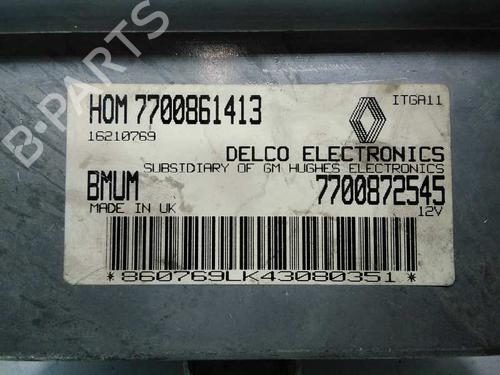 B-PARTS
HOM 7700861413
ITGA11
16210769
DELCO ELECTRONICS
SUBSIDIARY OF GM HUGHES ELECTRONICS
BMUM 7700872545
MADE IN UK 12V
*860769LK43080351*